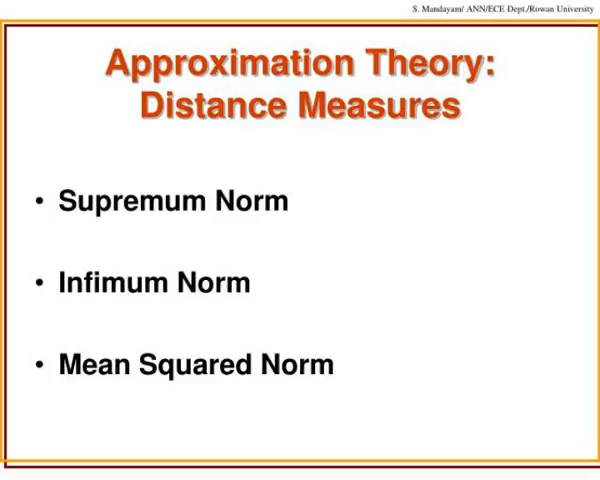 S. Mandayam/ ANN/ECE Dept./Rowan University
Approximation Theory:
Distance Measures
• Supremum Norm
• Infimum Norm
• Mean Squared Norm